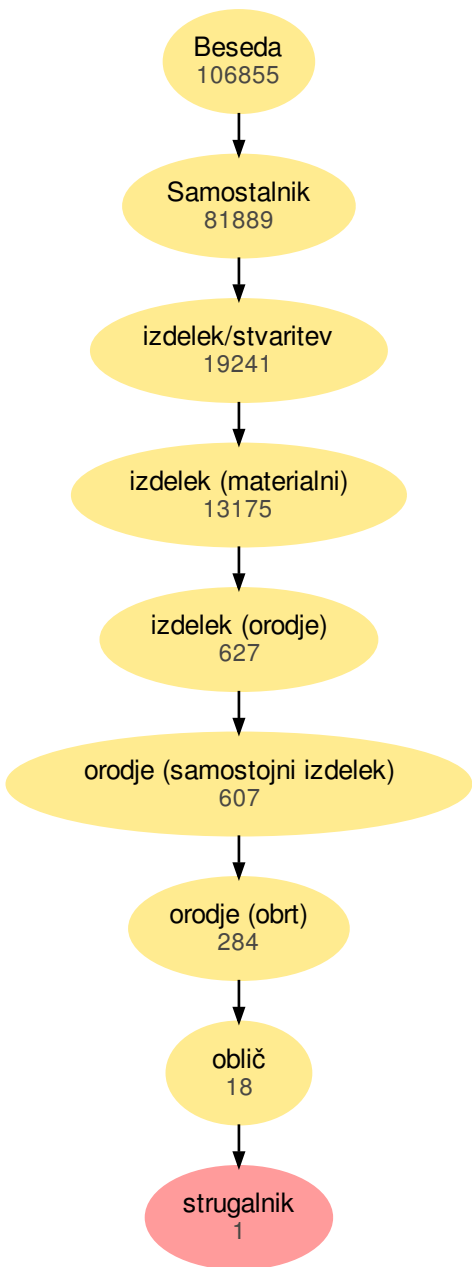 Beseda
106855
Samostalnik
81889
izdelek/stvaritev
19241
izdelek (materialni)
13175
izdelek (orodje)
627
orodje (samostojni izdelek)
607
orodje (obrt)
284
oblič
18
strugalnik
1